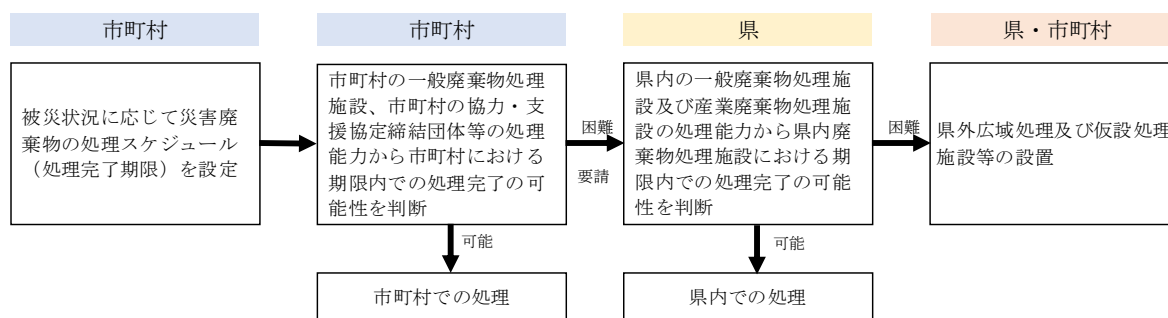 市町村
市町村
県
県・市町村
被災状況に応じて災害廃
棄物の処理スケジュール
（処理完了期限）を設定
市町村の一般廃棄物処理
施設、市町村の協力・支
援協定締結団体等の処理
能力から市町村における
期限内での処理完了の可
能性を判断
困難
要請
県内の一般廃棄物処理施
設及び産業廃棄物処理施
設の処理能力から県内廃
棄物処理施設における期
限内での処理完了の可能
性を判断
困難
県外広域処理及び仮設処理
施設等の設置
可能
可能
市町村での処理
県内での処理